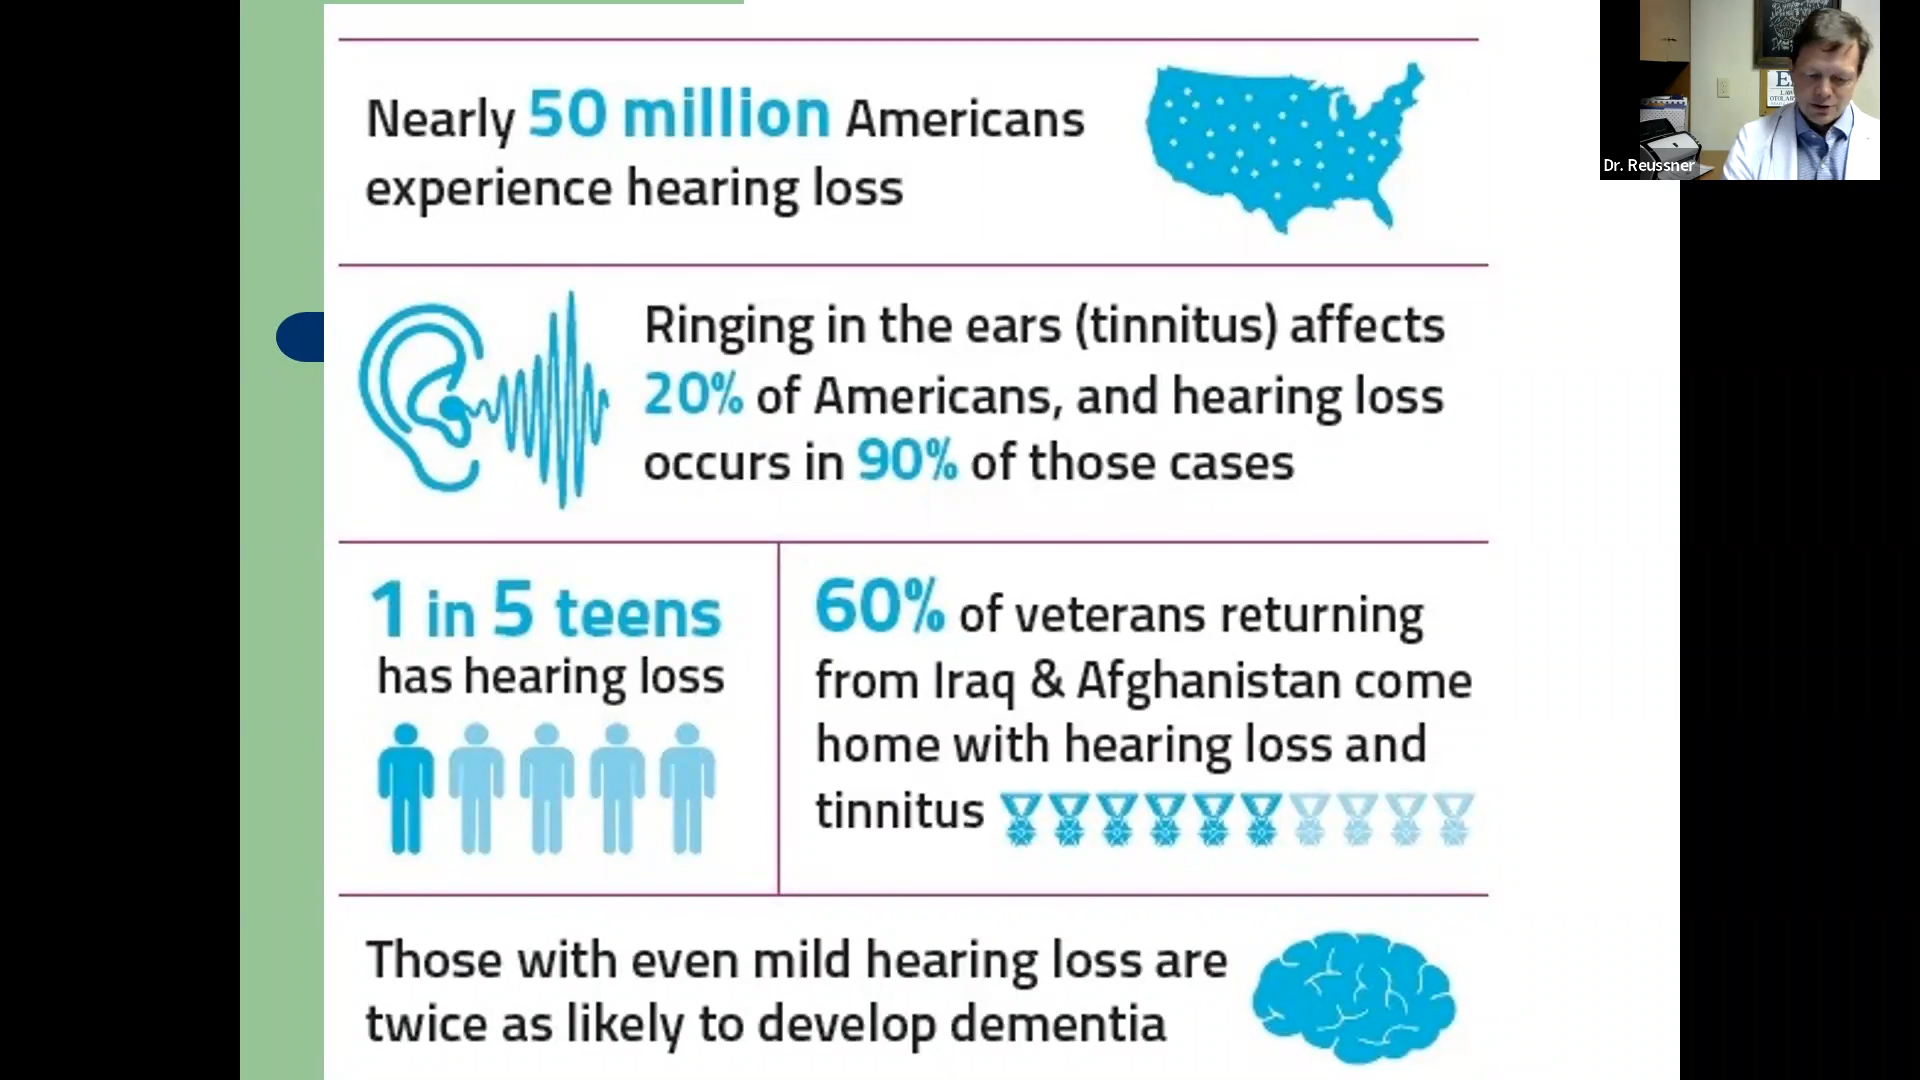 Nearly 50 million Americans
experience hearing loss
Ringing in the ears (tinnitus) affects
20% of Americans, and hearing loss
occurs in 90% of those cases
1 in 5 teens
has hearing loss
60% of veterans returning
from Iraq & Afghanistan come
home with hearing loss and
tinnitus
Those with even mild hearing loss are
twice as likely to develop dementia
Dr. Reussner